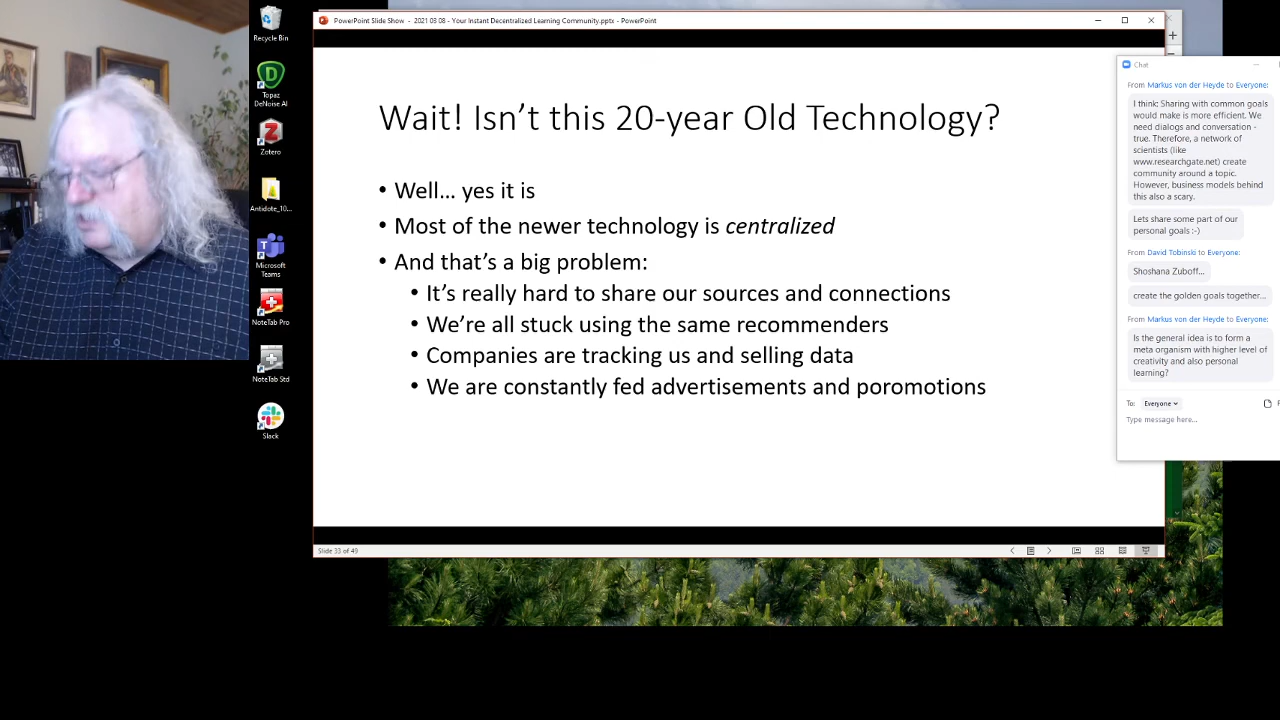 Recycle Bin
Topaz
DeNoise AI
Zotero
Antidote_10...
Microsoft
Teams
NoteTab Pro
NoteTab Std
Slack
PowerPoint Slide Show - 2021 03 08 - Your Instant Decentralized Learning Community.pptx - PowerPoint
Wait! Isn't this 20-year Old Technology?
• Well... yes it is
• Most of the newer technology is centralized
• And that's a big problem:
• It's really hard to share our sources and connections
• We're all stuck using the same recommenders
• Companies are tracking us and selling data
• We are constantly fed advertisements and poromotions
Slide 33 of 49
Chat
From Markus von der Heyde to Everyone:
I think: Sharing with common goals
would make is more efficient. We
need dialogs and conversation -
true. Therefore, a network of
scientists (like
www.researchgate.net) create
community around a topic.
However, business models behind
this also a scary.
Lets share some part of our
personal goals :-)
From David Tobinski to Everyone:
Shoshana Zuboff...
create the golden goals together...
From Markus von der Heyde to Everyone:
Is the general idea is to form a
meta organism with higher level of
creativity and also personal
learning?
To: Everyone
Type message here...